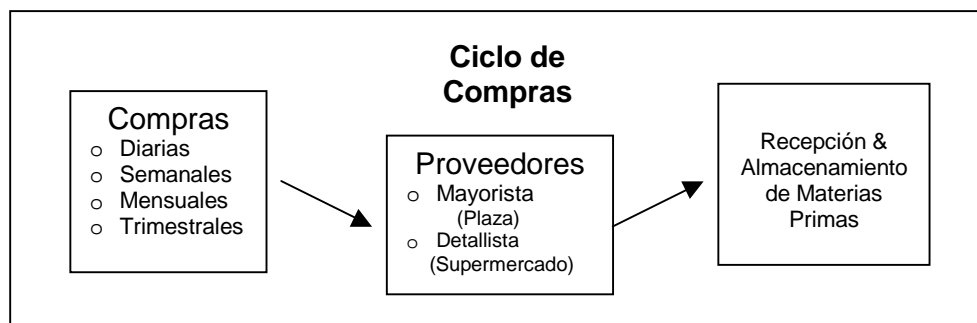 Ciclo de
Compras
Compras
o Diarias
o Semanales
o Mensuales
o Trimestrales
Proveedores
o Mayorista
(Plaza)
o Detallista
(Supermercado)
Recepción &
Almacenamiento
de Materias
Primas